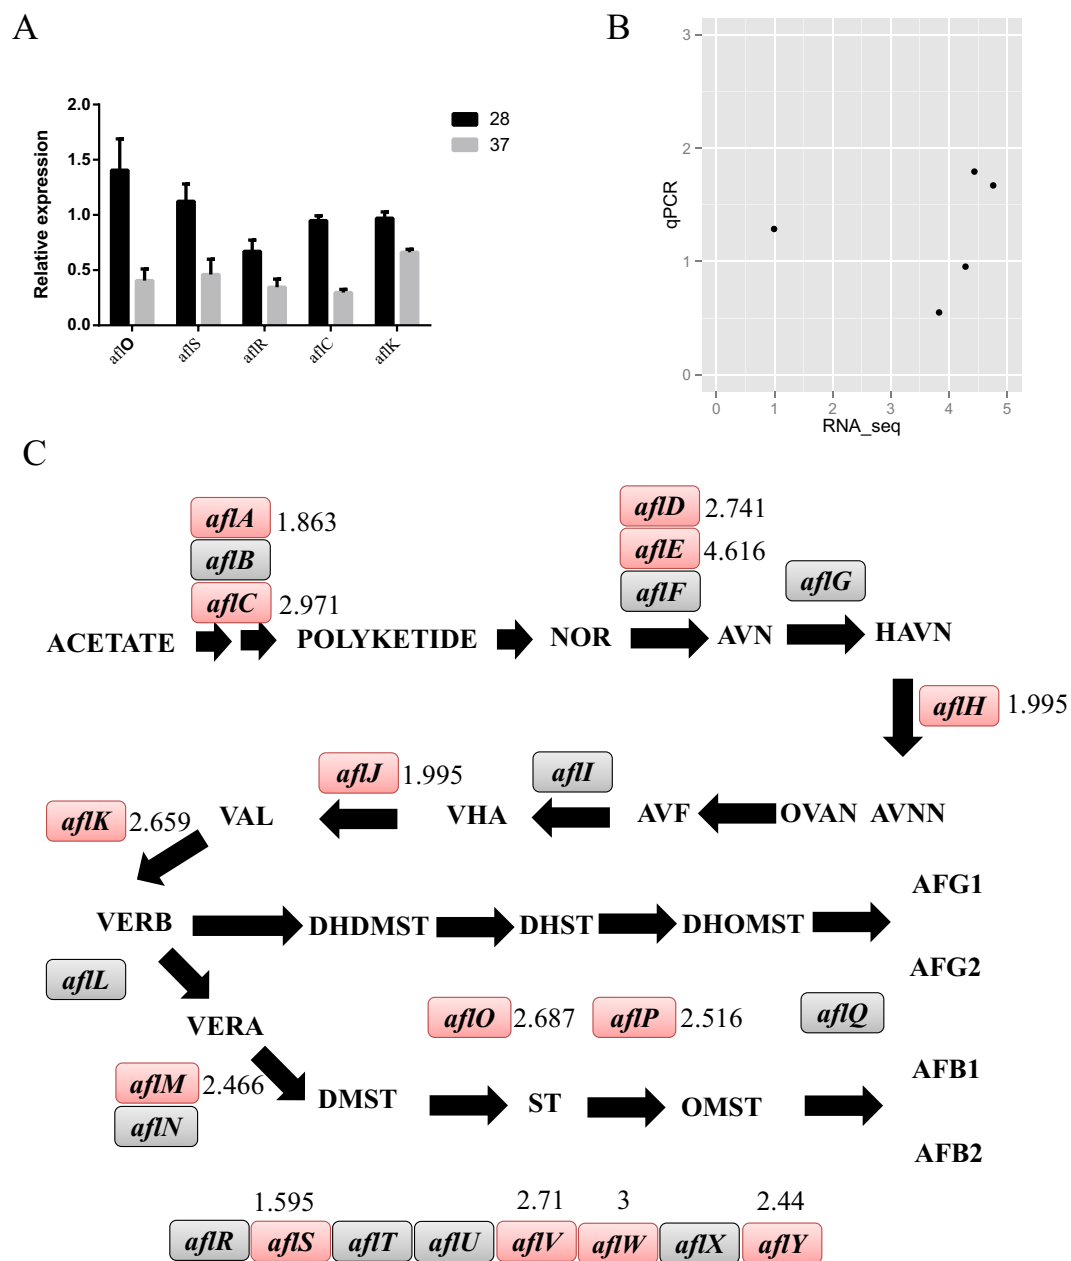 A
B
2.0
1.5
1.0
0.5
0.0
Relative expression
28
37
aflO
aflS
aflR
aflC
aflK
3
2
1
0
qPCR
0 1 2 3 4 5
RNA_seq
C
aflA 1.863
aflB
aflC 2.971
aflD 2.741
aflE 4.616
aflF
aflG
ACETATE POLYKETIDE NOR AVN HAVN
aflH 1.995
aflJ 1.995
aflI
aflK 2.659
VAL VHA AVF OVAN AVNN
AFG1
VERB DHDMST DHST DHOMST
AFG2
aflL
VERA
aflO 2.687 aflP 2.516 aflQ
aflM 2.466
aflN
AFB1
DMST ST OMST
AFB2
1.595 2.71 3 2.44
aflR aflS aflT aflU aflV aflW aflX aflY